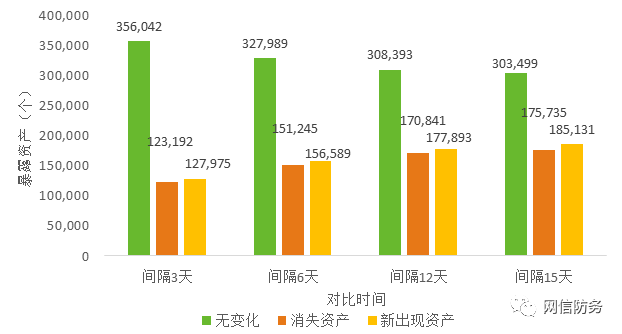 400,000
350,000
300,000
250,000
200,000
150,000
100,000
50,000
0
暴露资产（个）
356,042
123,192
127,975
327,989
151,245
156,589
308,393
170,841
177,893
303,499
175,735
185,131
间隔3天
间隔6天
间隔12天
间隔15天
对比时间
无变化
消失资产
新出现资产
网信防务